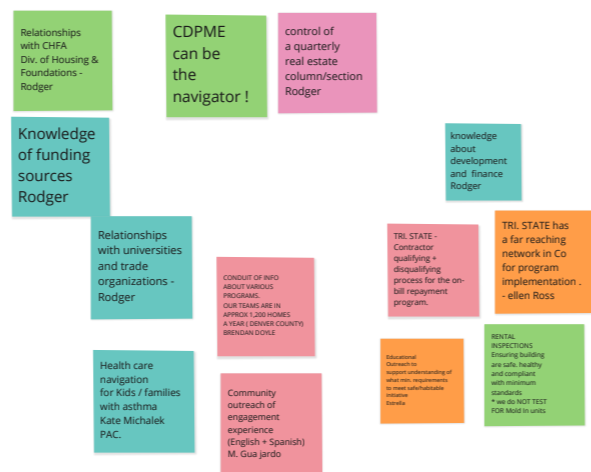 Relationships
with CHFA
Div. of Housing &
Foundations -
Rodger
CDPME
can be
the
navigator !
control of
a quarterly
real estate
column/section
Rodger
Knowledge
of funding
sources
Rodger
knowledge
about
development
and finance
Rodger
Relationships
with universities
and trade
organizations -
Rodger
TRI. STATE -
Contractor
qualifying +
disqualifying
process for the on-
bill repayment
program.
TRI. STATE has
a far reaching
network in Co
for program
implementation .
- ellen Ross
CONDUIT OF INFO
ABOUT VARIOUS
PROGRAMS.
OUR TEAMS ARE IN
APPROX 1,200 HOMES
A YEAR ( DENVER COUNTY)
BRENDAN DOYLE
Health care
navigation
for Kids / families
with asthma
Kate Michalek
PAC.
Community
outreach of
engagement
experience
(English + Spanish)
M. Gua jardo
Educational
Outreach to
support understanding of
what min. requirements
to meet safe/habitable
initiative
Estrella
RENTAL
INSPECTIONS
Ensuring building
are safe. healthy
and compliant
with minimum
standards
* we do NOT TEST
FOR Mold in units